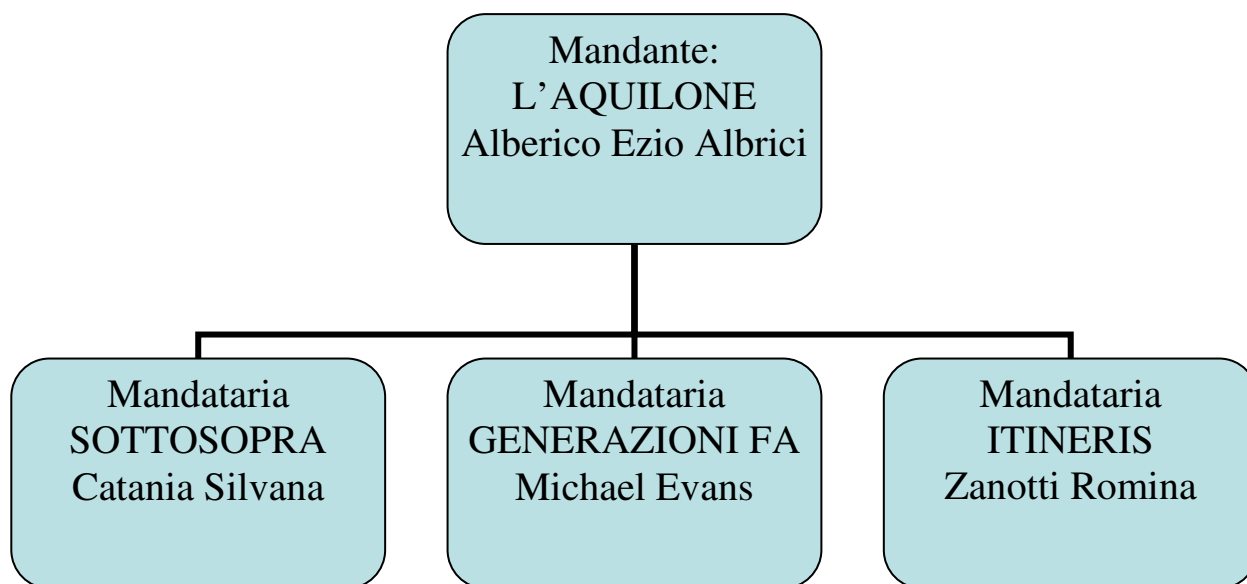 Mandante:
L’AQUILONE
Alberico Ezio Albrici
Mandataria
SOTTOSOPRA
Catania Silvana
Mandataria
GENERAZIONI FA
Michael Evans
Mandataria
ITINERIS
Zanotti Romina